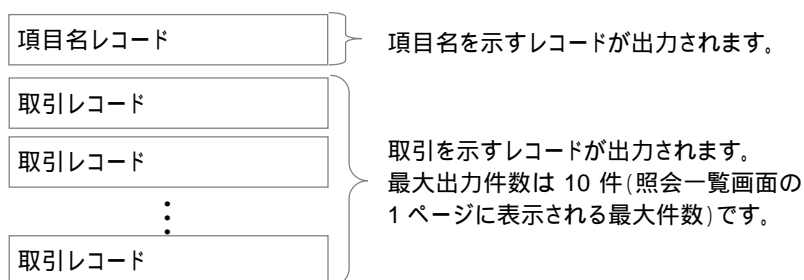 項目名レコード
項目名を示すレコードが出力されます。
取引レコード
取引レコード
取引を示すレコードが出力されます。
最大出力件数は 10 件(照会一覧画面の
1 ページに表示される最大件数)です。
取引レコード